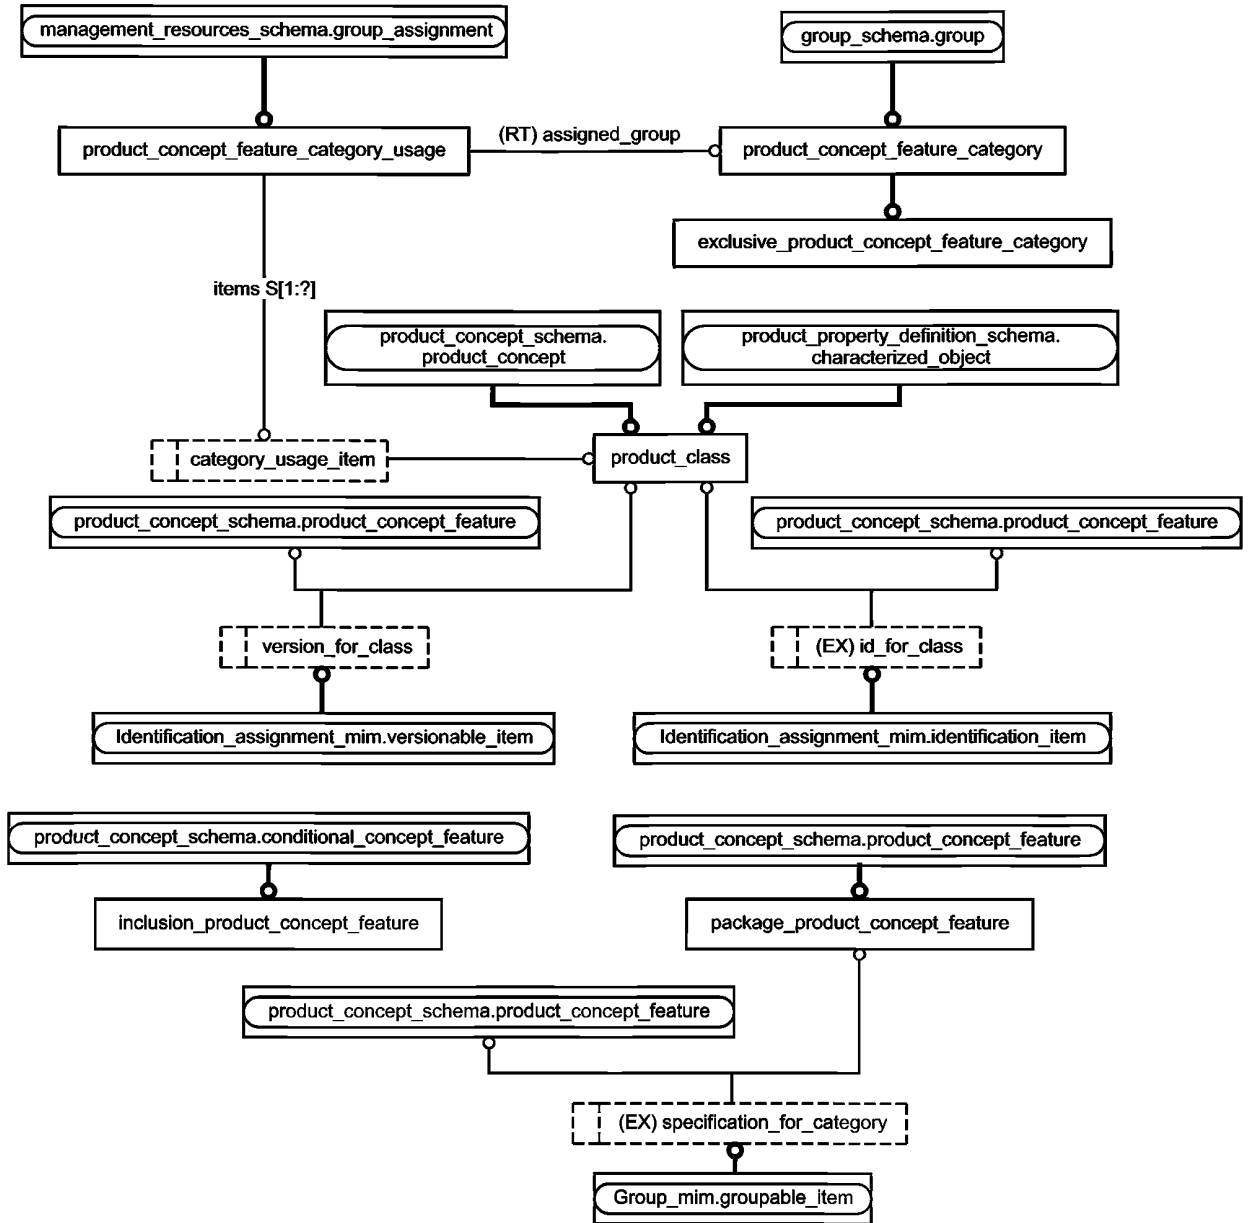 management_resources_schema.group_assignment
group_schema.group
product_concept_feature_category_usage
(RT) assigned_group
product_concept_feature_category
exclusive_product_concept_feature_category
items S[1:?]
product_concept_schema.
product_concept
product_property_definition_schema.
characterized_object
category_usage_item
product_class
product_concept_schema.product_concept_feature
product_concept_schema.product_concept_feature
version_for_class
(EX) id_for_class
Identification_assignment_mim.versionable_item
Identification_assignment_mim.identification_item
product_concept_schema.conditional_concept_feature
product_concept_schema.product_concept_feature
inclusion_product_concept_feature
package_product_concept_feature
product_concept_schema.product_concept_feature
(EX) specification_for_category
Group_mim.groupable_item